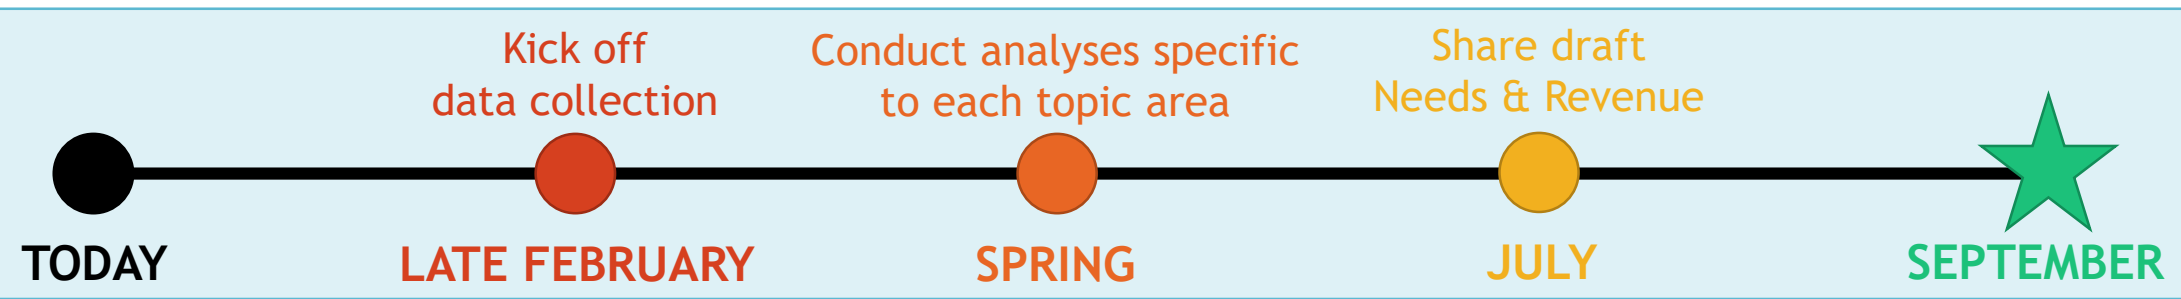 Kick off
data collection
Conduct analyses specific
to each topic area
Share draft
Needs & Revenue
TODAY
LATE FEBRUARY
SPRING
JULY
SEPTEMBER